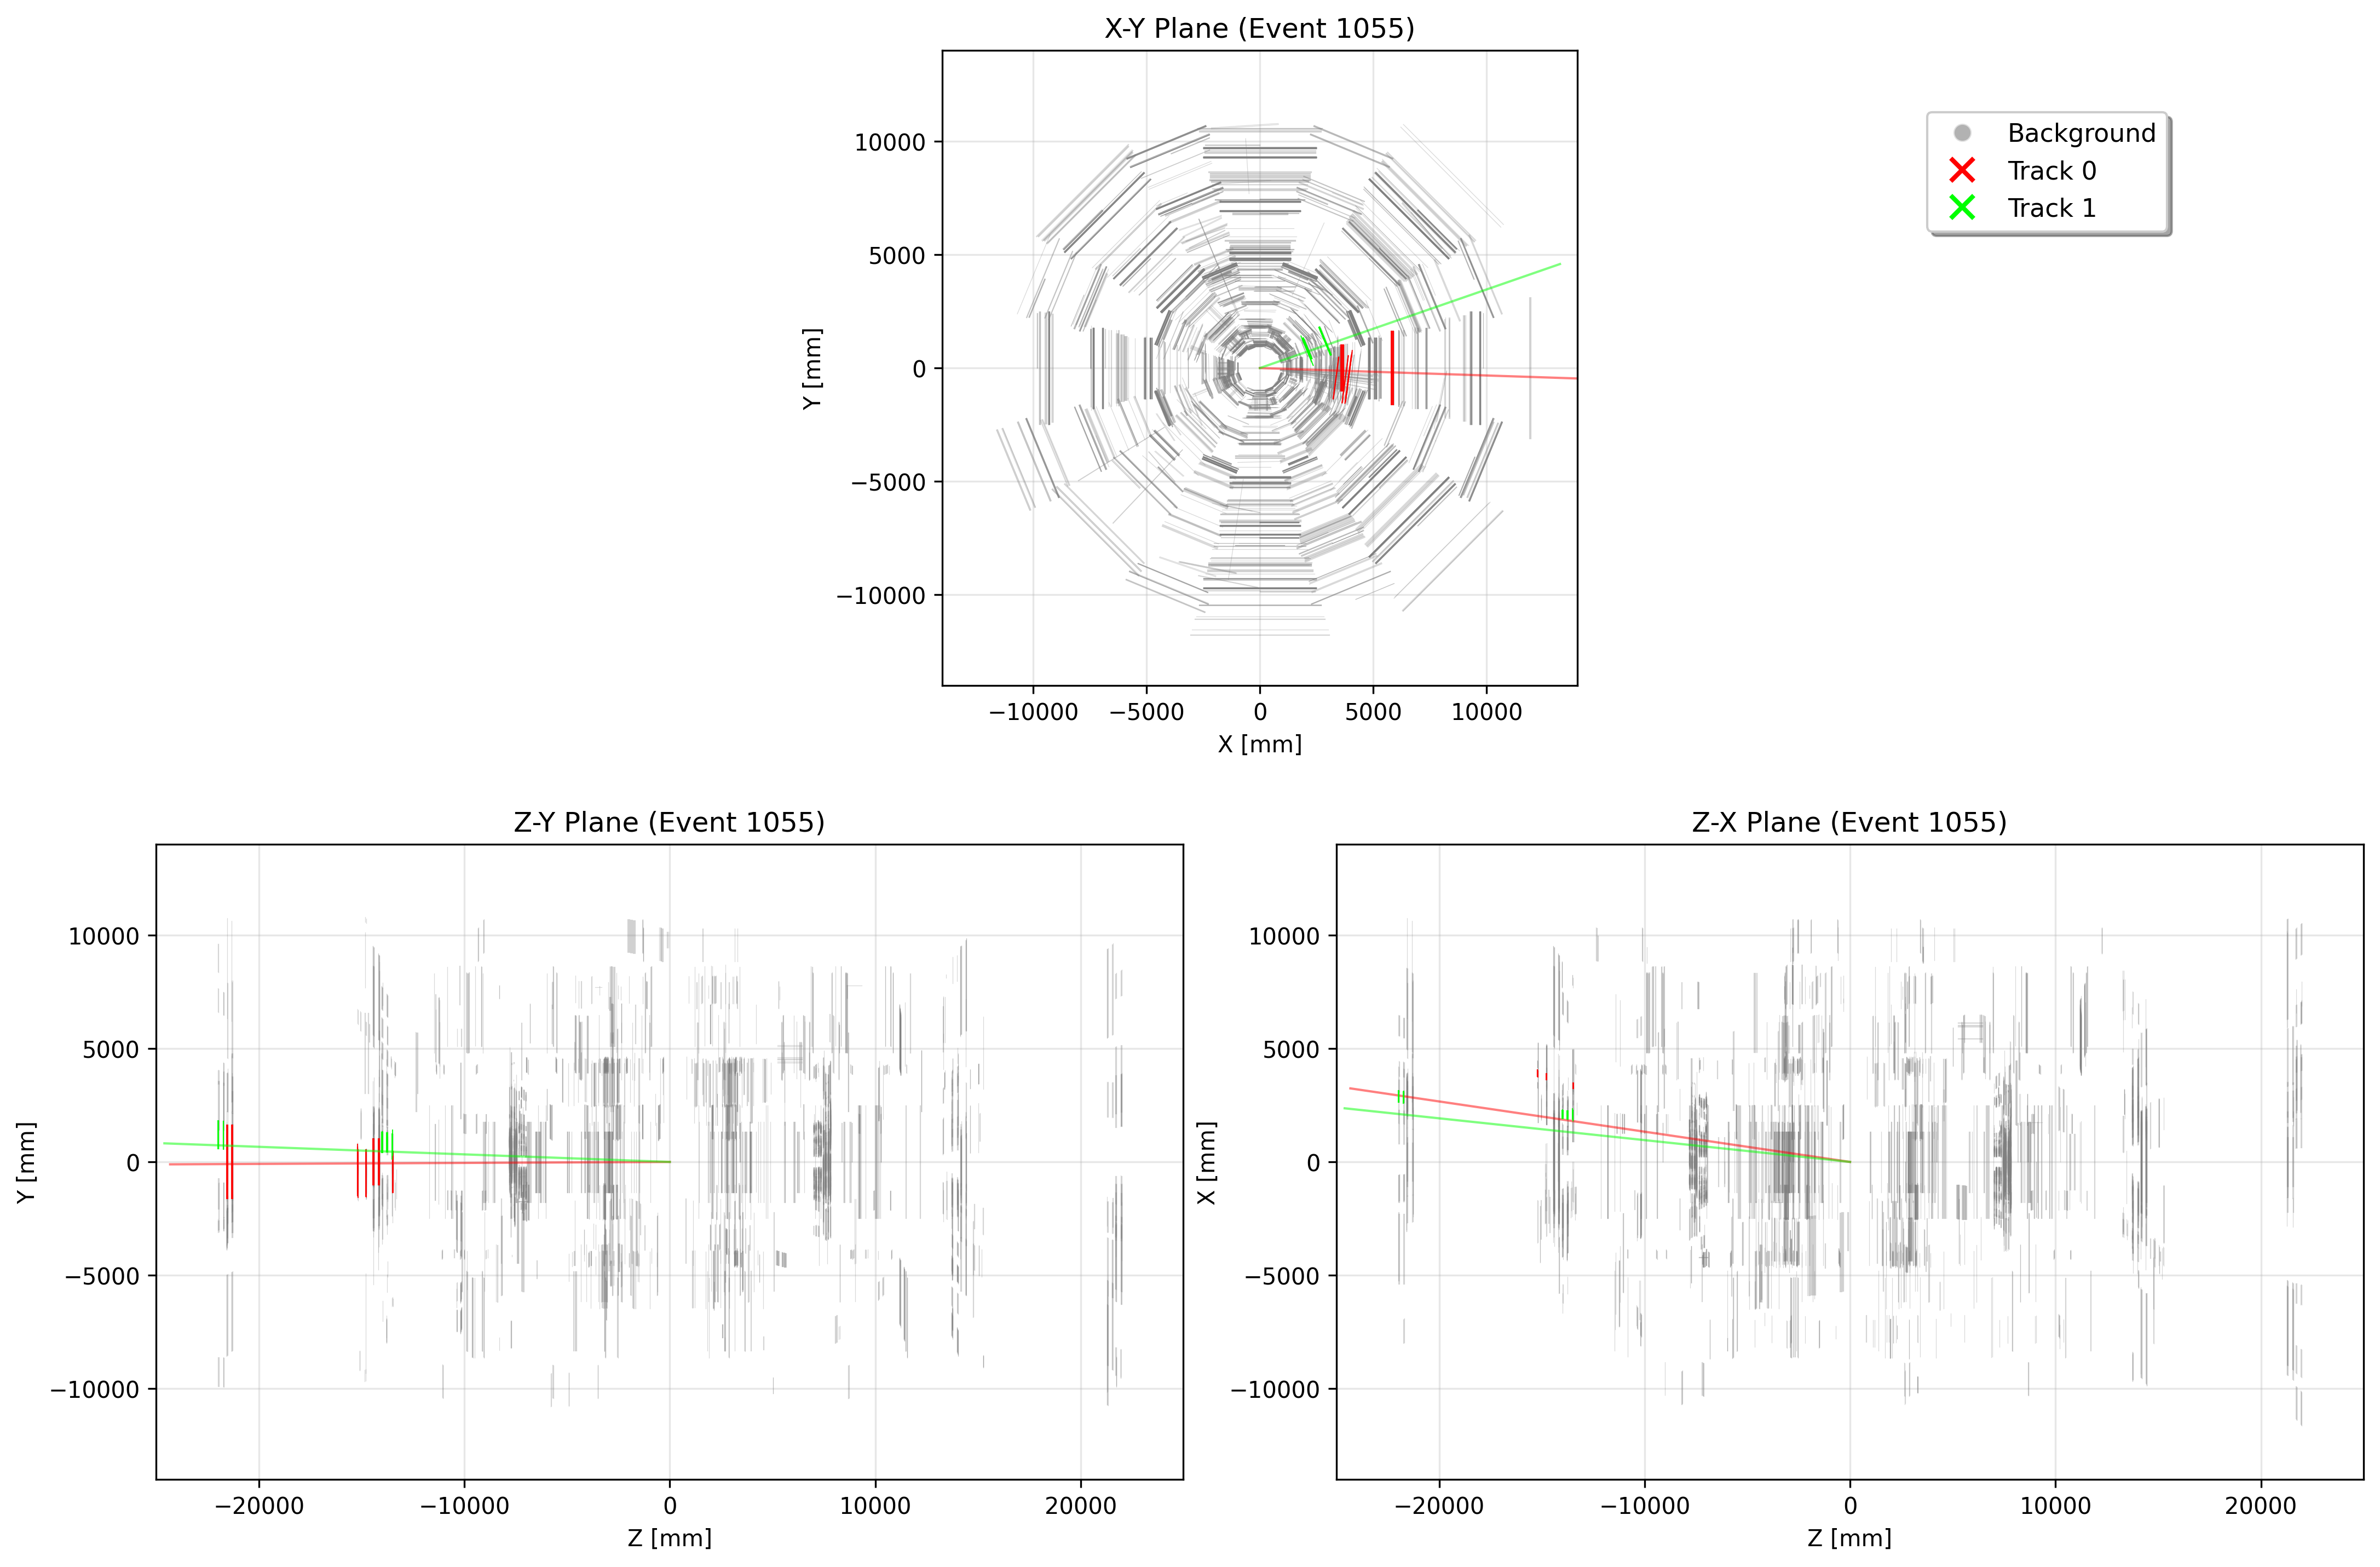 X-Y Plane (Event 1055)
Background
Track 0
Track 1
10000
5000
0
−5000
−10000
Y [mm]
−10000 −5000 0 5000 10000
X [mm]
Z-Y Plane (Event 1055)
10000
5000
0
−5000
−10000
Y [mm]
−20000 −10000 0 10000 20000
Z [mm]
Z-X Plane (Event 1055)
10000
5000
0
−5000
−10000
X [mm]
−20000 −10000 0 10000 20000
Z [mm]